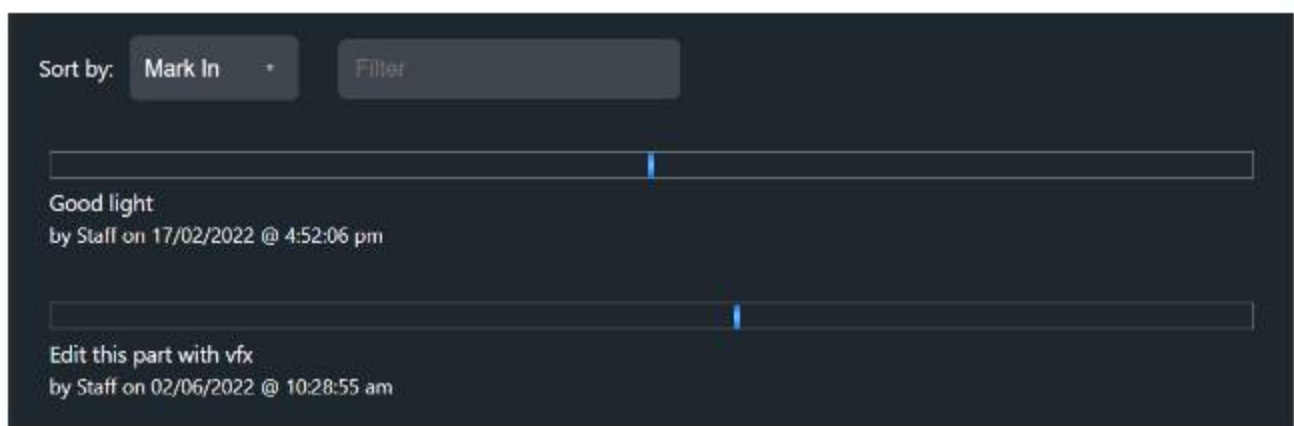 Sort by: Mark In Filter
Good light
by Staff on 17/02/2022 @ 4:52:06 pm
Edit this part with vfx
by Staff on 02/06/2022 @ 10:28:55 am